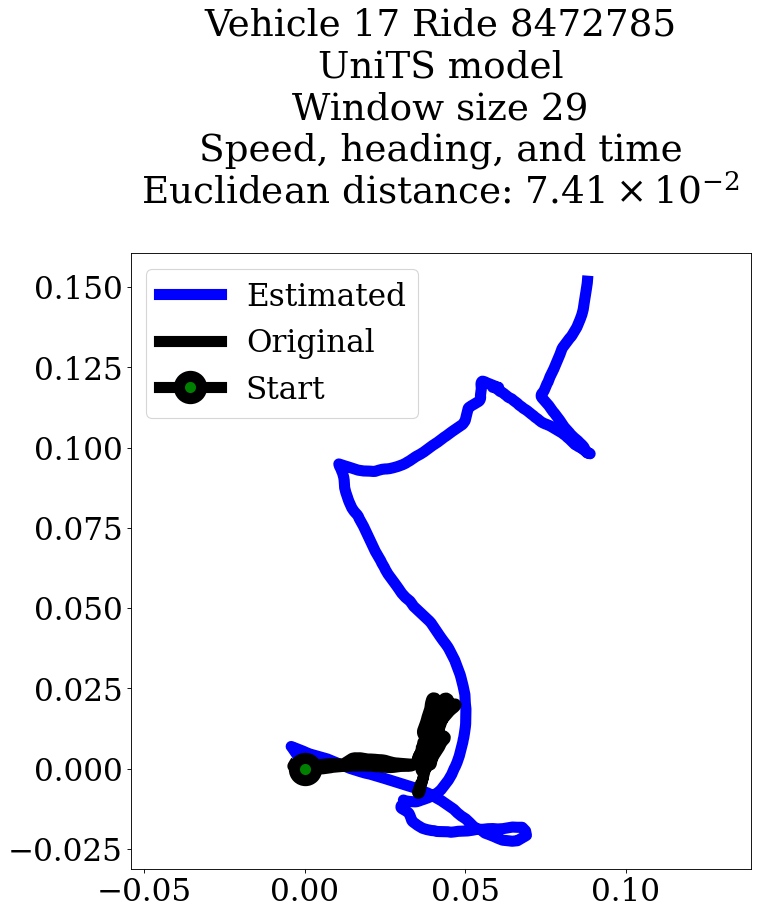 Vehicle 17 Ride 8472785
UniTS model
Window size 29
Speed, heading, and time
Euclidean distance: 7.41 × 10⁻²
Estimated
Original
Start
0.150
0.125
0.100
0.075
0.050
0.025
0.000
−0.025
−0.05 0.00 0.05 0.10